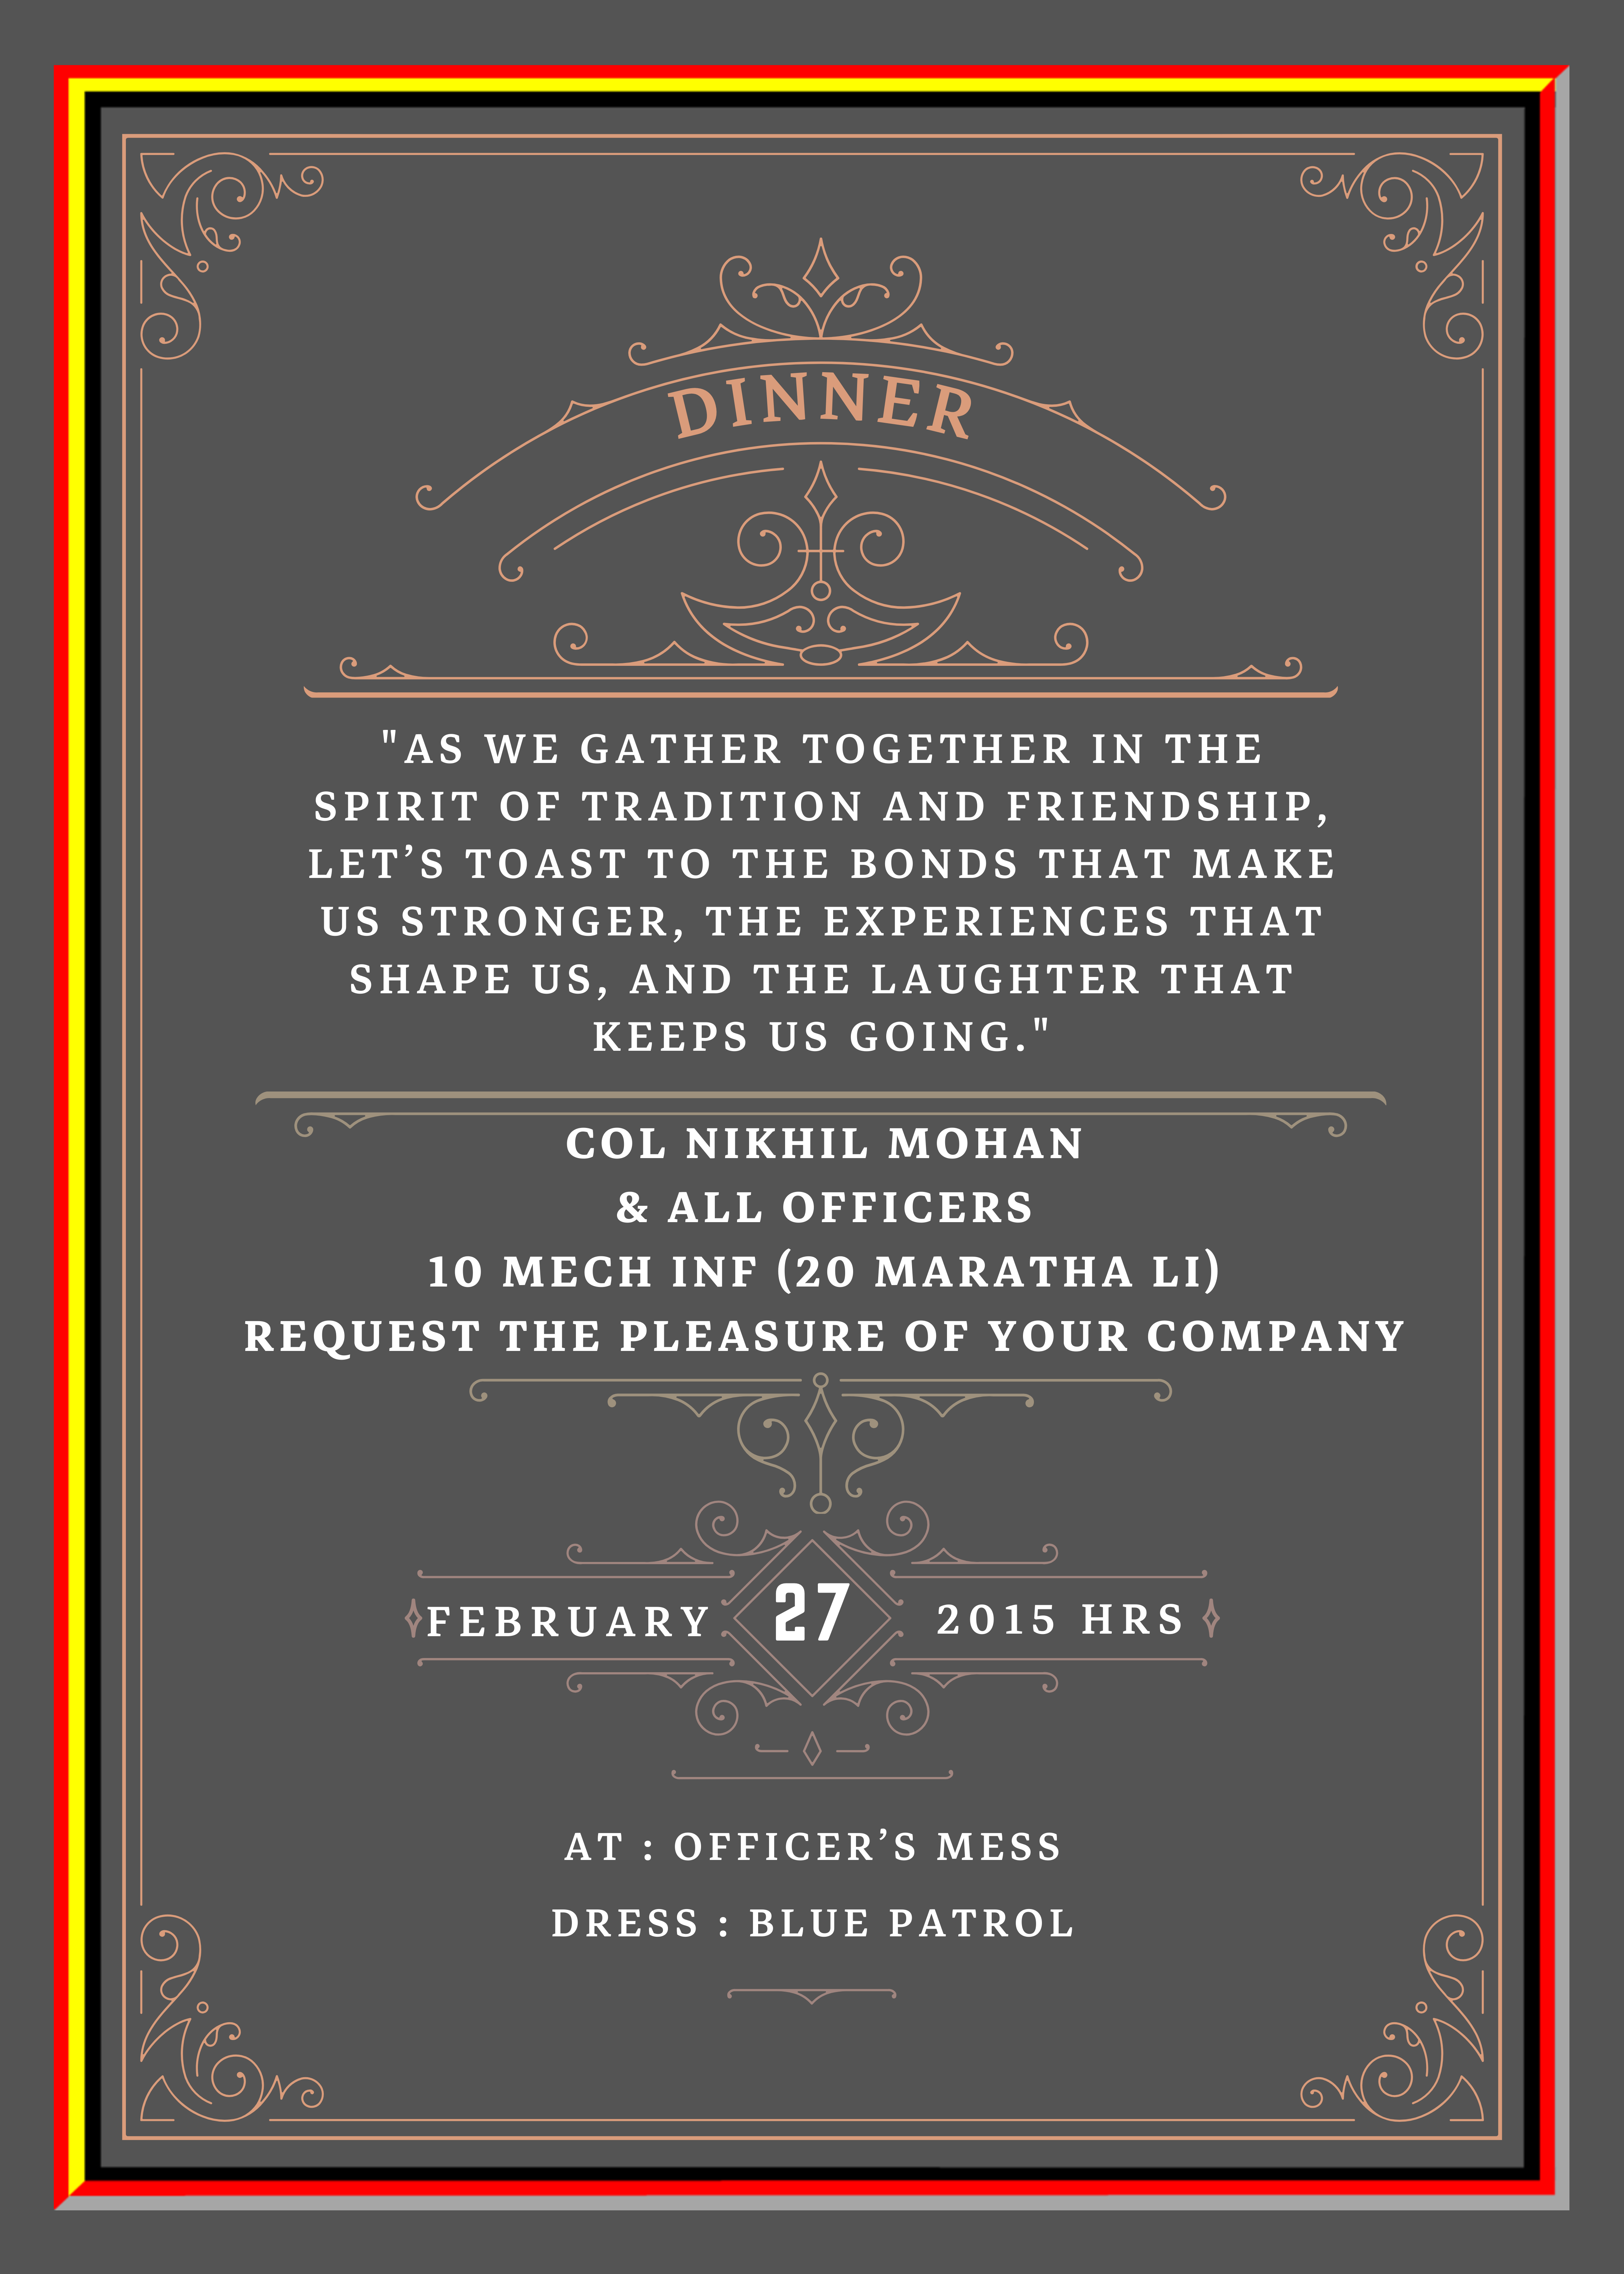 DINNER
"AS WE GATHER TOGETHER IN THE
SPIRIT OF TRADITION AND FRIENDSHIP,
LET’S TOAST TO THE BONDS THAT MAKE
US STRONGER, THE EXPERIENCES THAT
SHAPE US, AND THE LAUGHTER THAT
KEEPS US GOING."
COL NIKHIL MOHAN
& ALL OFFICERS
10 MECH INF (20 MARATHA LI)
REQUEST THE PLEASURE OF YOUR COMPANY
FEBRUARY 27 2015 HRS
AT : OFFICER’S MESS
DRESS : BLUE PATROL